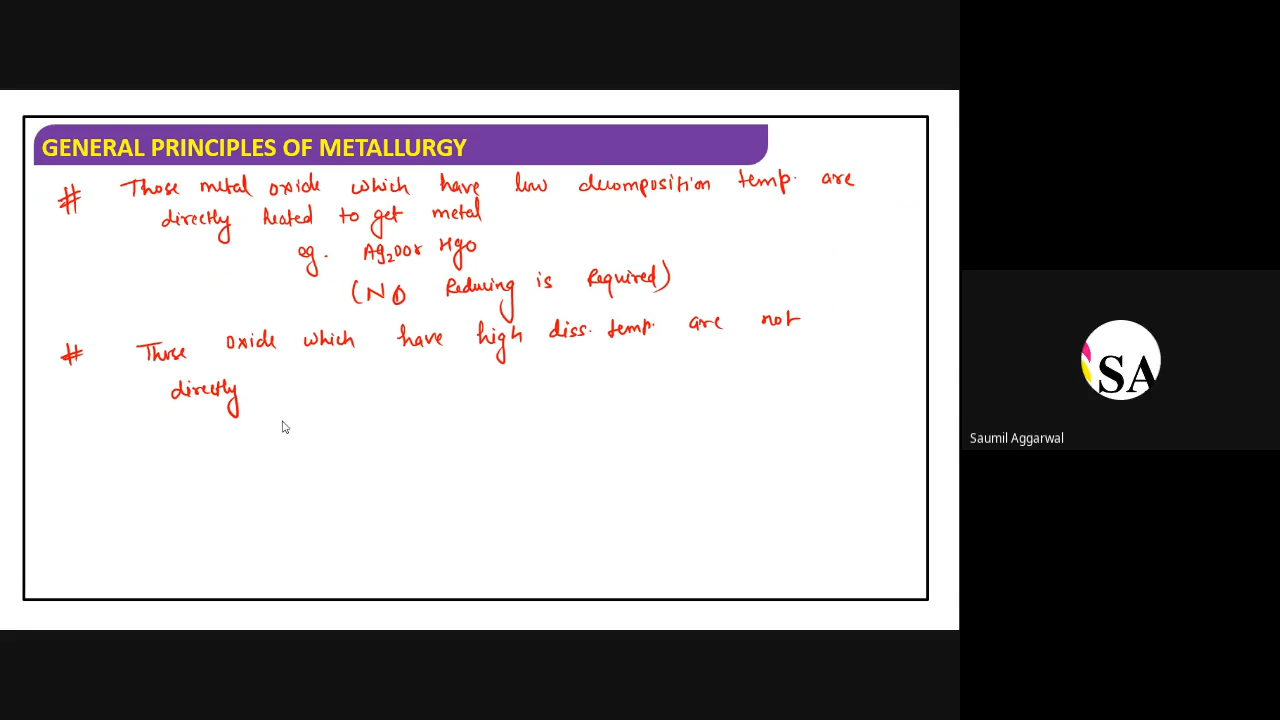 GENERAL PRINCIPLES OF METALLURGY
# Those metal oxide which have low decomposition temp. are
directly heated to get metal
eg. Ag2O or HgO
(NO Reducing is Required)
# Those oxide which have high diss. temp. are not
directly
SA
Saumil Aggarwal